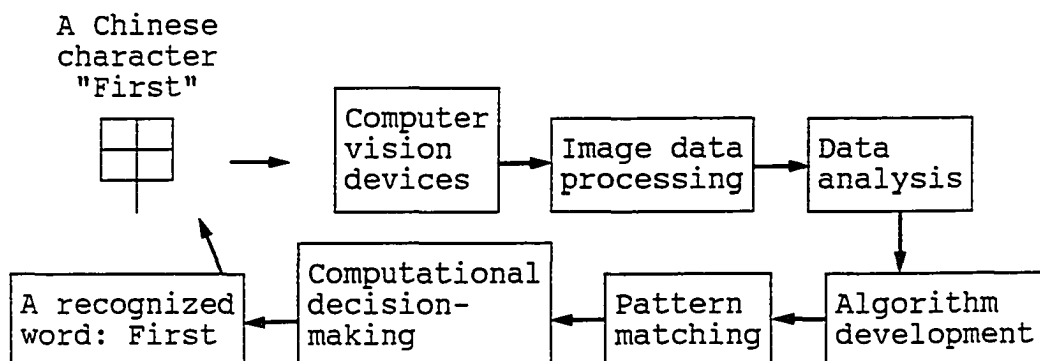 A Chinese
character
"First"
甲
Computer
vision
devices
Image data
processing
Data
analysis
Algorithm
development
Pattern
matching
Computational
decision-
making
A recognized
word: First